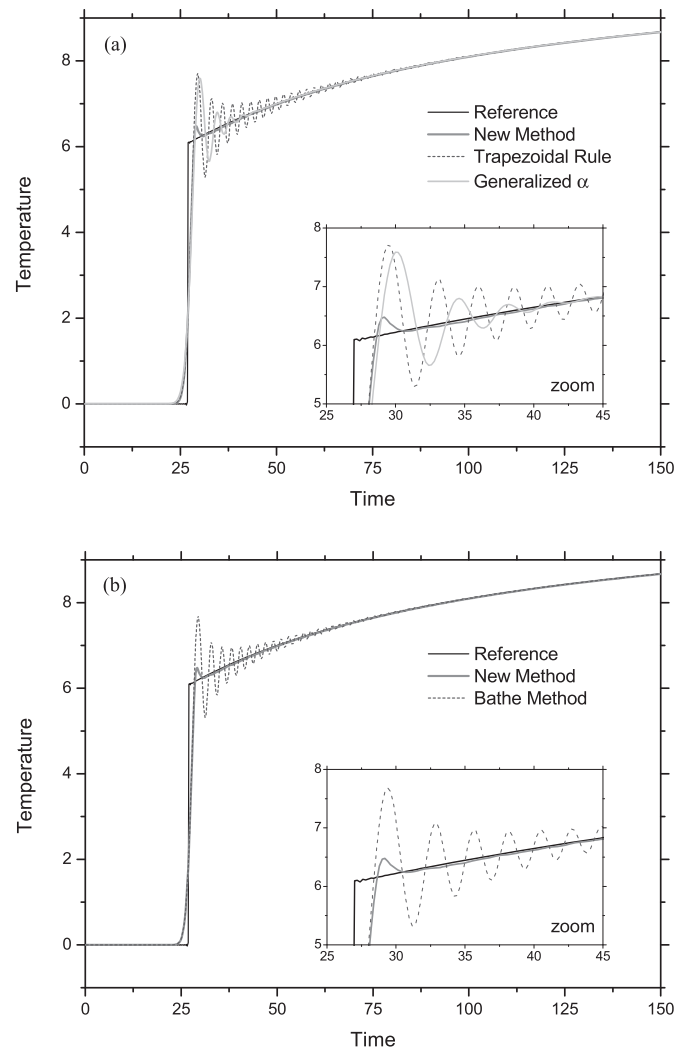 (a)
Reference
New Method
Trapezoidal Rule
Generalized α
Temperature
8
6
4
2
0
8
7
6
5
25
30
35
40
45
zoom
0
25
50
75
100
125
150
Time
(b)
Reference
New Method
Bathe Method
Temperature
8
6
4
2
0
8
7
6
5
25
30
35
40
45
zoom
0
25
50
75
100
125
150
Time